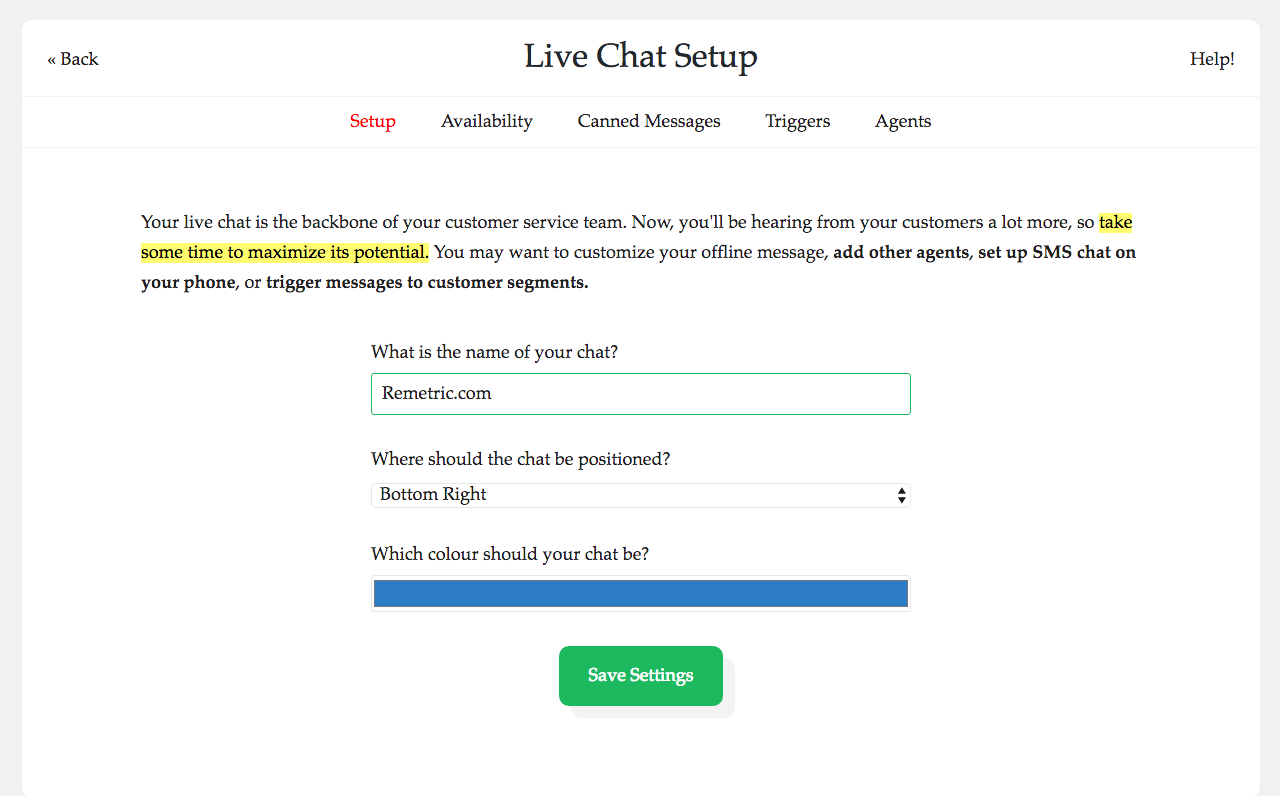 « Back
Live Chat Setup
Help!
Setup
Availability
Canned Messages
Triggers
Agents
Your live chat is the backbone of your customer service team. Now, you'll be hearing from your customers a lot more, so take
some time to maximize its potential. You may want to customize your offline message, add other agents, set up SMS chat on
your phone, or trigger messages to customer segments.
What is the name of your chat?
Remetric.com
Where should the chat be positioned?
Bottom Right
Which colour should your chat be?
Save Settings